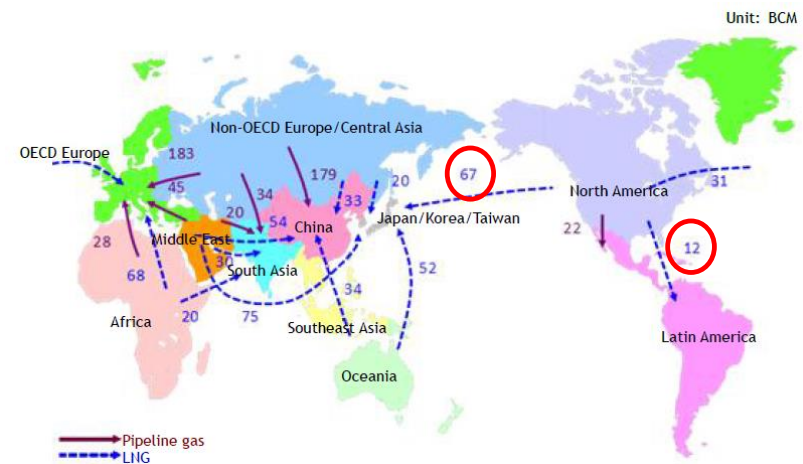 Unit: BCM
OECD Europe
Non-OECD Europe/Central Asia
183
45
34
179
20
67
33
North America
31
Japan/Korea/Taiwan
20
54
China
Middle East
22
12
28
30
South Asia
68
52
34
20
75
Africa
Southeast Asia
Latin America
Oceania
Pipeline gas
LNG